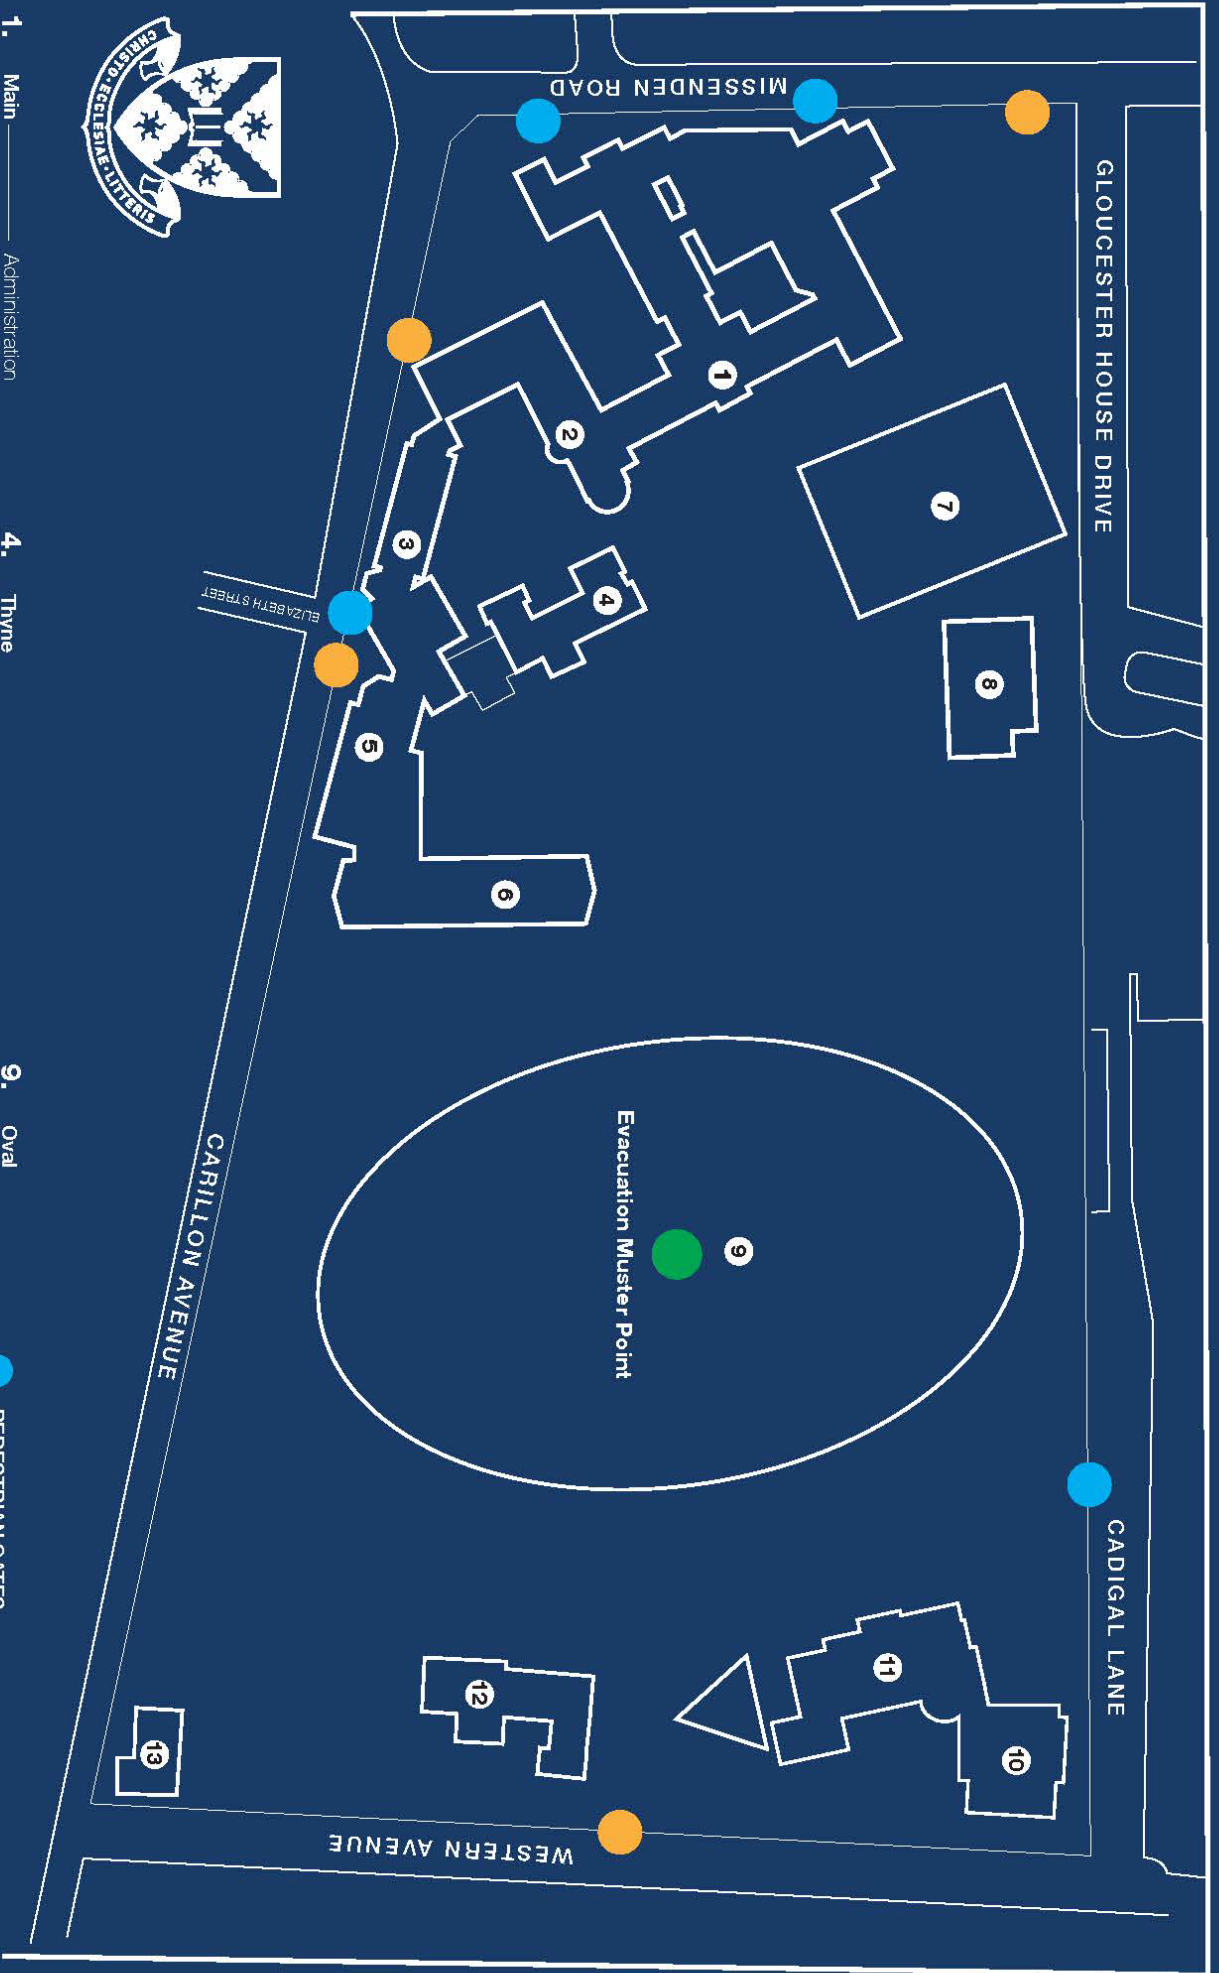 GLOUCESTER HOUSE DRIVE
CADIGAL LANE
MISSENDEN ROAD
7
8
10
11
1
9
Evacuation Muster Point
2
4
3
6
5
12
13
ELIZABETH STREET
CARILLON AVENUE
WESTERN AVENUE
CHRISTO·ECCLESIAE·LITTERIS
1. Main Administration
4. Thyne
9. Oval
PEDESTRIAN GATES